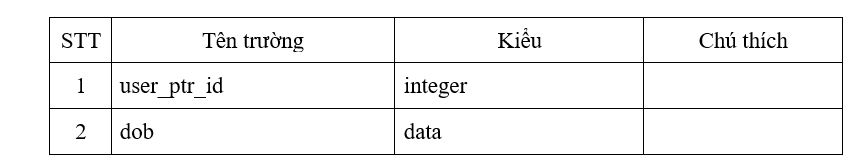 STT Tên trường Kiểu Chú thích
1 user_ptr_id integer
2 dob data